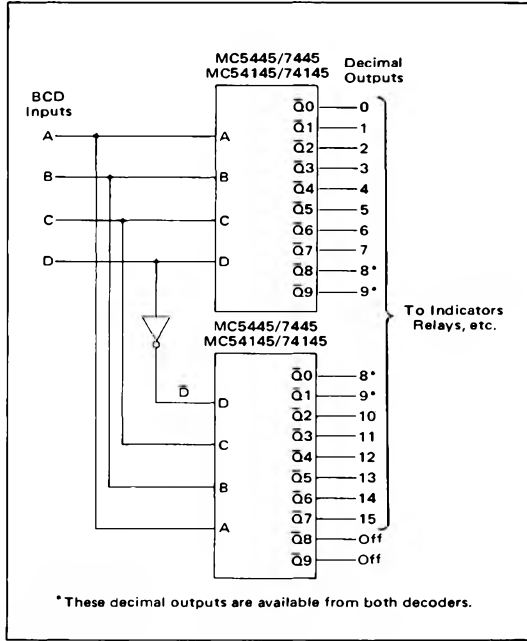 MC5445/7445
MC54145/74145
Decimal
Outputs
BCD
Inputs
A
B
C
D
A
B
C
D
Q̅0 0
Q̅1 1
Q̅2 2
Q̅3 3
Q̅4 4
Q̅5 5
Q̅6 6
Q̅7 7
Q̅8 8*
Q̅9 9*
To Indicators
Relays, etc.
MC5445/7445
MC54145/74145
D̅
D
C
B
A
Q̅0 8*
Q̅1 9*
Q̅2 10
Q̅3 11
Q̅4 12
Q̅5 13
Q̅6 14
Q̅7 15
Q̅8 Off
Q̅9 Off
*These decimal outputs are available from both decoders.